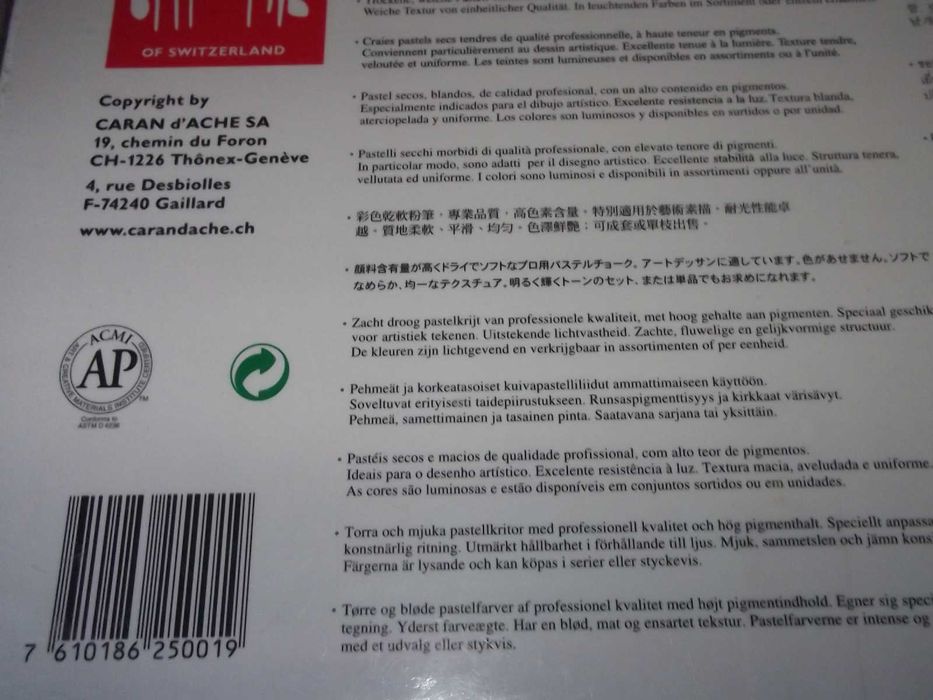 OF SWITZERLAND
Copyright by
CARAN d'ACHE SA
19, chemin du Foron
CH-1226 Thônex-Genève
4, rue Desbiolles
F-74240 Gaillard
www.carandache.ch
ACMI
AP
ART & CREATIVE MATERIALS INSTITUTE CERTIFIED
TM
Conforms to
ASTM D 4236
7 610186 250019
Weiche Textur von einheitlicher Qualität. In leuchtenden Farben im Sortiment oder einzeln
• Craies pastels secs tendres de qualité professionnelle, à haute teneur en pigments.
Conviennent particulièrement au dessin artistique. Excellente tenue à la lumière. Texture tendre,
veloutée et uniforme. Les teintes sont lumineuses et disponibles en assortiments ou à l'unité.
• Pastel secos, blandos, de calidad profesional, con un alto contenido en pigmentos.
Especialmente indicados para el dibujo artístico. Excelente resistencia a la luz. Textura blanda,
aterciopelada y uniforme. Los colores son luminosos y disponibles en surtidos o por unidad.
• Pastelli secchi morbidi di qualità professionale, con elevato tenore di pigmenti.
In particolar modo, sono adatti per il disegno artistico. Eccellente stabilità alla luce. Struttura tenera,
vellutata ed uniforme. I colori sono luminosi e disponibili in assortimenti oppure all'unità.
• 彩色乾軟粉筆，專業品質，高色素含量。特別適用於藝術素描，耐光性能卓
越。質地柔軟、平滑、均勻。色澤鮮艷；可成套或單枝出售。
• 顔料含有量が高くドライでソフトなプロ用パステルチョーク。アートデッサンに適しています、色があせません。ソフトで
なめらか、均一なテクスチュア。明るく輝くトーンのセット、または単品でもお求めになれます。
• Zacht droog pastelkrijt van professionele kwaliteit, met hoog gehalte aan pigmenten. Speciaal geschik
voor artistiek tekenen. Uitstekende lichtvastheid. Zachte, fluwelige en gelijkvormige structuur.
De kleuren zijn lichtgevend en verkrijgbaar in assortimenten of per eenheid.
• Pehmeät ja korkeatasoiset kuivapastelliliidut ammattimaiseen käyttöön.
Soveltuvat erityisesti taidepiirustukseen. Runsaspigmenttisyys ja kirkkaat värisävyt.
Pehmeä, samettimainen ja tasainen pinta. Saatavana sarjana tai yksittäin.
• Pastéis secos e macios de qualidade profissional, com alto teor de pigmentos.
Ideais para o desenho artístico. Excelente resistência à luz. Textura macia, aveludada e uniforme.
As cores são luminosas e estão disponíveis em conjuntos sortidos ou em unidades.
• Torra och mjuka pastellkritor med professionell kvalitet och hög pigmenthalt. Speciellt anpassa
konstnärlig ritning. Utmärkt hållbarhet i förhållande till ljus. Mjuk, sammetslen och jämn kons
Färgerna är lysande och kan köpas i serier eller styckevis.
• Tørre og bløde pastelfarver af professionel kvalitet med højt pigmentindhold. Egner sig speci
tegning. Yderst farveægte. Har en blød, mat og ensartet tekstur. Pastelfarverne er intense og
med et udvalg eller stykvis.